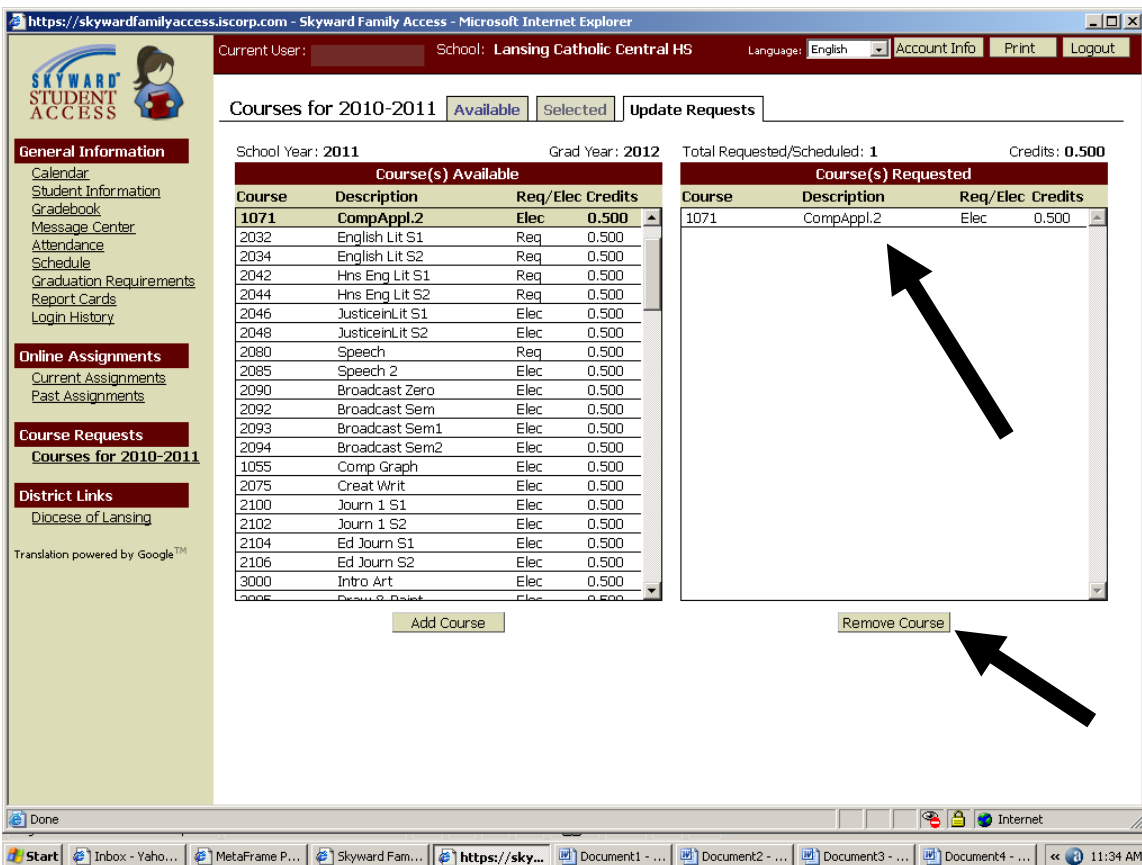 https://skywardfamilyaccess.iscorp.com - Skyward Family Access - Microsoft Internet Explorer
Current User: School: Lansing Catholic Central HS Language: English Account Info Print Logout
SKYWARD
STUDENT
ACCESS
Courses for 2010-2011 Available Selected Update Requests
General Information
Calendar
Student Information
Gradebook
Message Center
Attendance
Schedule
Graduation Requirements
Report Cards
Login History
Online Assignments
Current Assignments
Past Assignments
Course Requests
Courses for 2010-2011
District Links
Diocese of Lansing
Translation powered by Google™
School Year: 2011 Grad Year: 2012
Course(s) Available
Course Description Req/Elec Credits
1071 CompAppl.2 Elec 0.500
2032 English Lit S1 Req 0.500
2034 English Lit S2 Req 0.500
2042 Hns Eng Lit S1 Req 0.500
2044 Hns Eng Lit S2 Req 0.500
2046 JusticeinLit S1 Elec 0.500
2048 JusticeinLit S2 Elec 0.500
2080 Speech Req 0.500
2085 Speech 2 Elec 0.500
2090 Broadcast Zero Elec 0.500
2092 Broadcast Sem Elec 0.500
2093 Broadcast Sem1 Elec 0.500
2094 Broadcast Sem2 Elec 0.500
1055 Comp Graph Elec 0.500
2075 Creat Writ Elec 0.500
2100 Journ 1 S1 Elec 0.500
2102 Journ 1 S2 Elec 0.500
2104 Ed Journ S1 Elec 0.500
2106 Ed Journ S2 Elec 0.500
3000 Intro Art Elec 0.500
Add Course
Total Requested/Scheduled: 1 Credits: 0.500
Course(s) Requested
Course Description Req/Elec Credits
1071 CompAppl.2 Elec 0.500
Remove Course
Done Internet
Start Inbox - Yaho... MetaFrame P... Skyward Fam... https://sky... Document1 - ... Document2 - ... Document3 - ... Document4 - ... « 11:34 AM